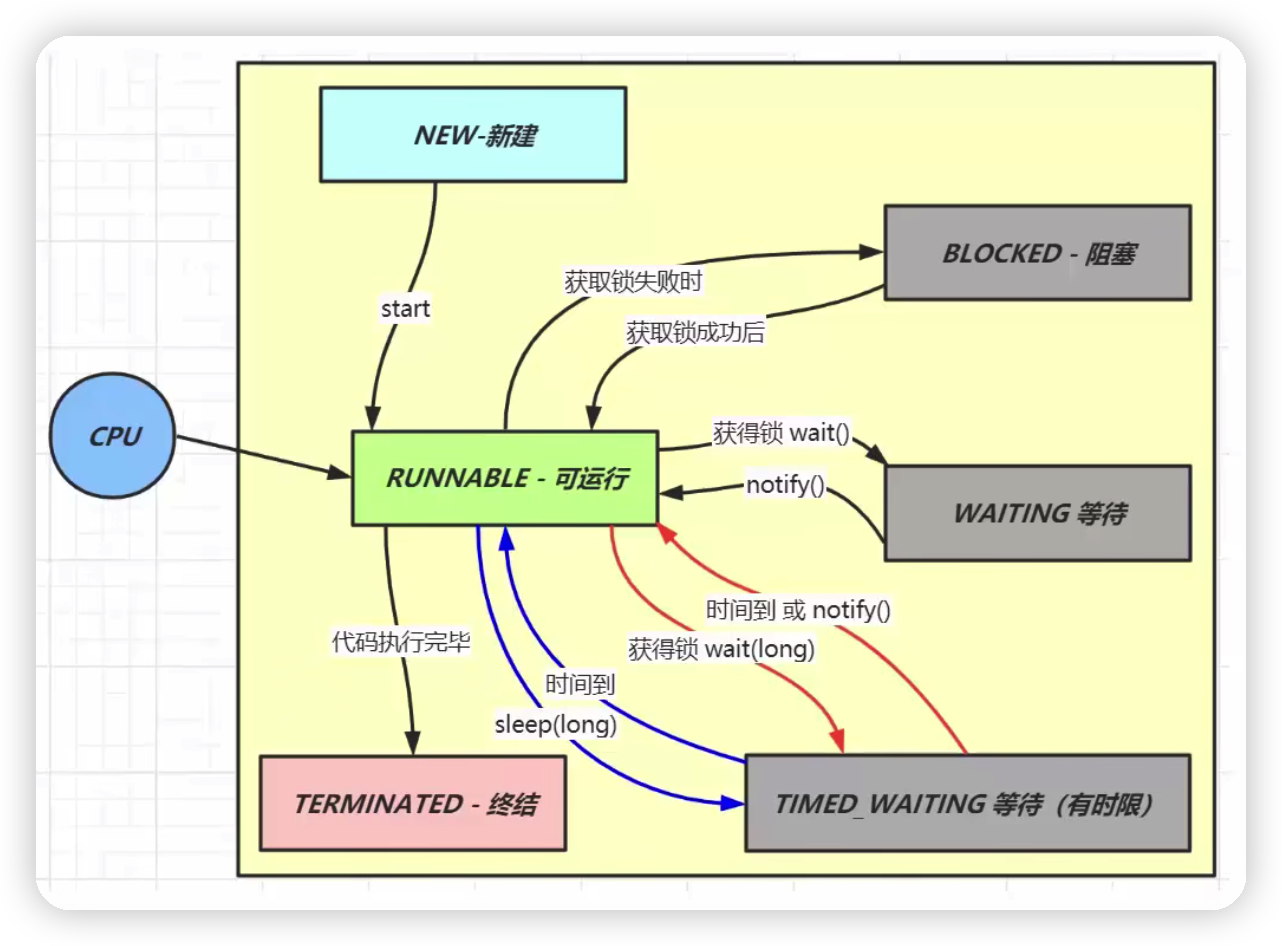 NEW-新建
BLOCKED - 阻塞
获取锁失败时
start
获取锁成功后
CPU
获得锁 wait()
RUNNABLE - 可运行
notify()
WAITING 等待
时间到 或 notify()
代码执行完毕
获得锁 wait(long)
时间到
sleep(long)
TERMINATED - 终结
TIMED_WAITING 等待（有时限）